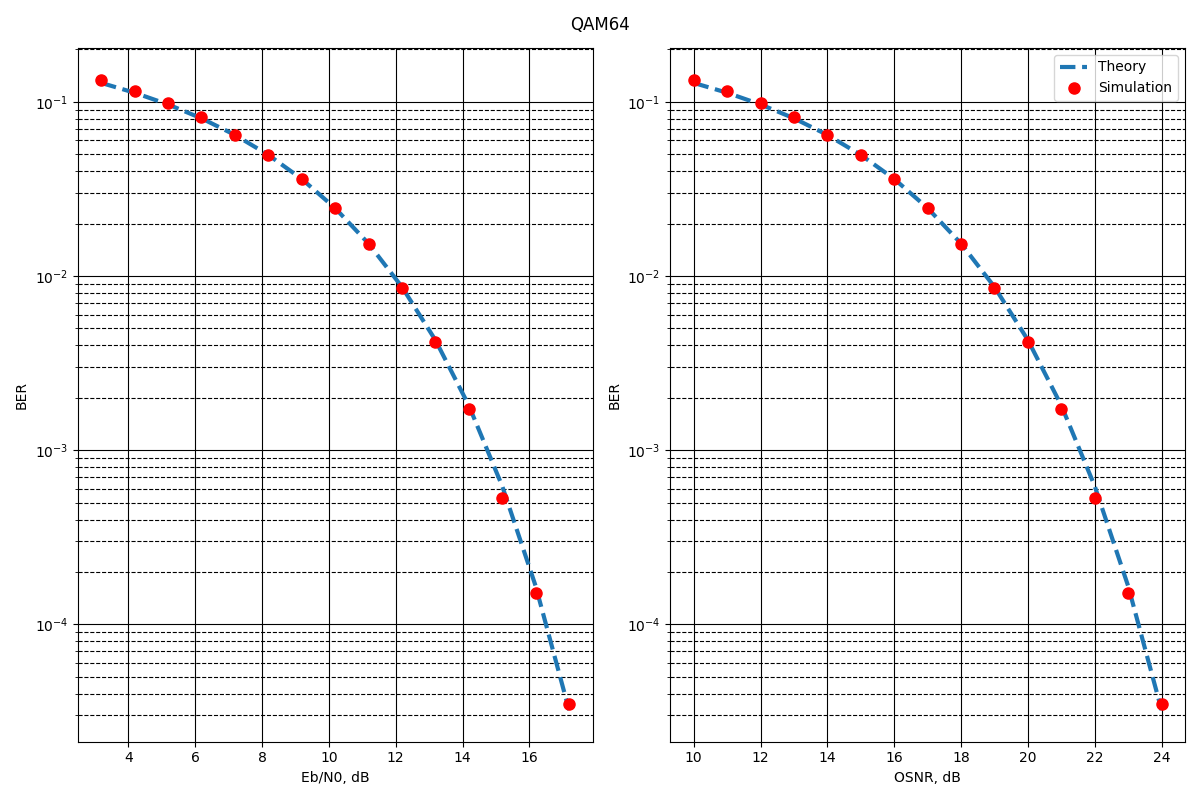 QAM64
BER
10⁻¹
10⁻²
10⁻³
10⁻⁴
4 6 8 10 12 14 16
Eb/N0, dB
BER
10⁻¹
10⁻²
10⁻³
10⁻⁴
10 12 14 16 18 20 22 24
OSNR, dB
Theory
Simulation